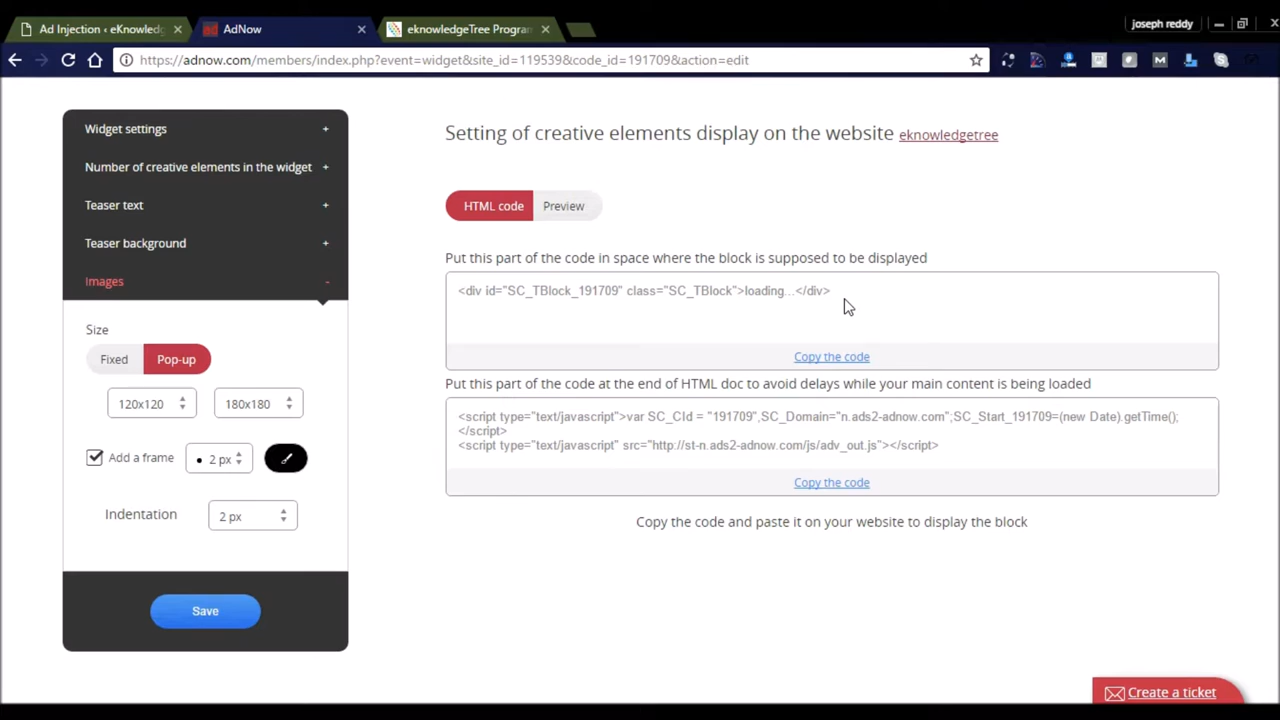 Ad Injection ‹ eKnowledg
AdNow
eknowledgeTree Program
joseph reddy
https://adnow.com/members/index.php?event=widget&site_id=119539&code_id=191709&action=edit
Widget settings +
Number of creative elements in the widget +
Teaser text +
Teaser background +
Images -
Size
Fixed Pop-up
120x120 180x180
Add a frame 2 px
Indentation 2 px
Save
Setting of creative elements display on the website eknowledgetree
HTML code Preview
Put this part of the code in space where the block is supposed to be displayed
<div id="SC_TBlock_191709" class="SC_TBlock">loading...</div>
Copy the code
Put this part of the code at the end of HTML doc to avoid delays while your main content is being loaded
<script type="text/javascript">var SC_CId = "191709",SC_Domain="n.ads2-adnow.com";SC_Start_191709=(new Date).getTime();
</script>
<script type="text/javascript" src="http://st-n.ads2-adnow.com/js/adv_out.js"></script>
Copy the code
Copy the code and paste it on your website to display the block
Create a ticket